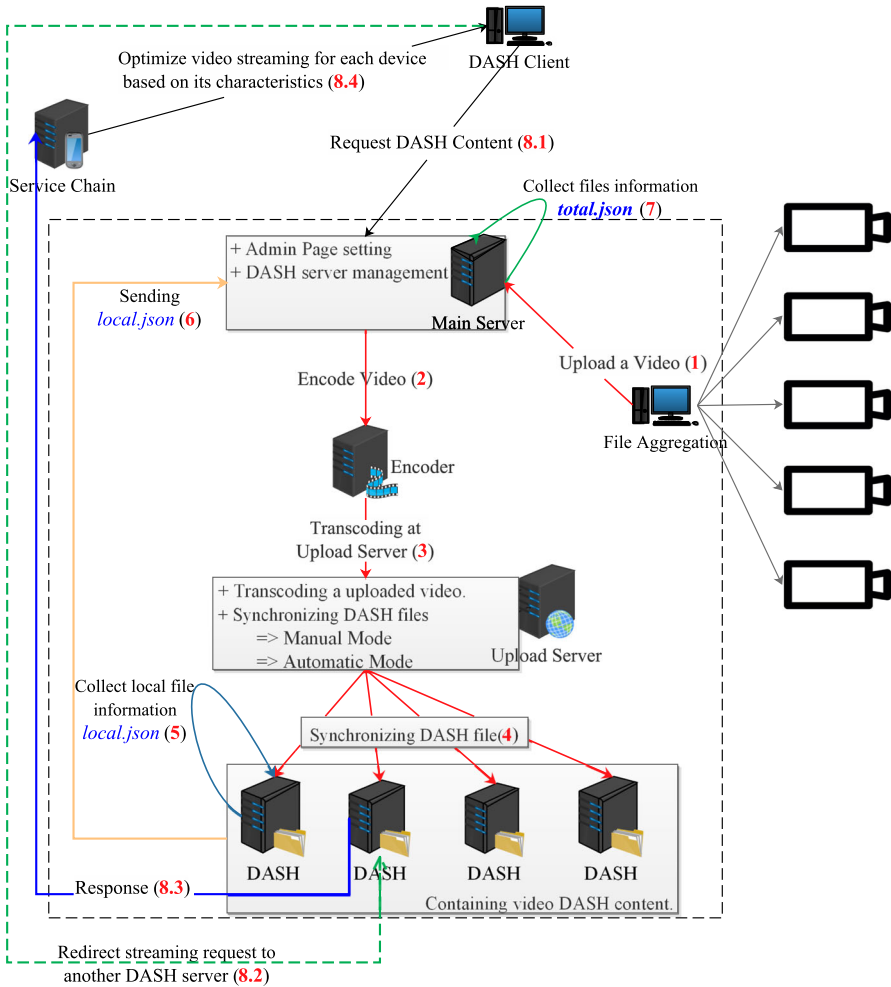 Optimize video streaming for each device
based on its characteristics (8.4)
DASH Client
Service Chain
Request DASH Content (8.1)
Collect files information
total.json (7)
+ Admin Page setting
+ DASH server management
Main Server
Sending
local.json (6)
Upload a Video (1)
Encode Video (2)
File Aggregation
Encoder
Transcoding at
Upload Server (3)
+ Transcoding a uploaded video.
+ Synchronizing DASH files
=> Manual Mode
=> Automatic Mode
Upload Server
Collect local file
information
local.json (5)
Synchronizing DASH file(4)
DASH
DASH
DASH
DASH
Containing video DASH content.
Response (8.3)
Redirect streaming request to
another DASH server (8.2)